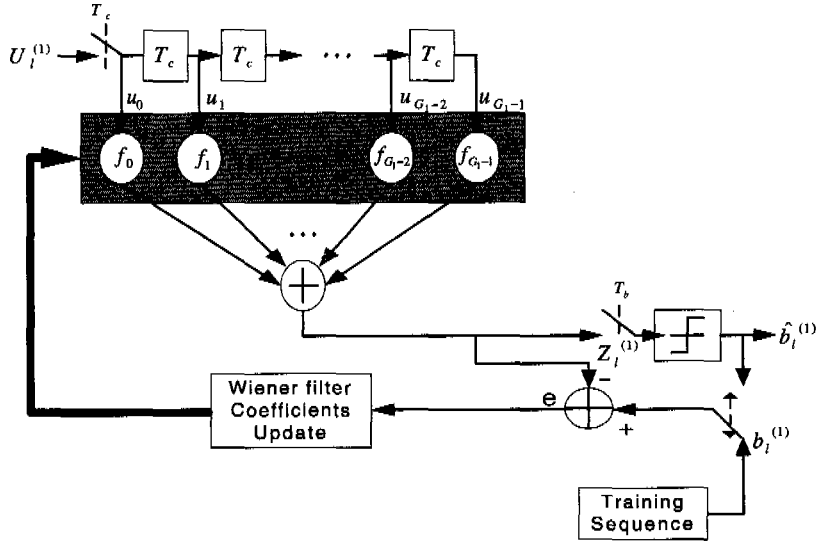 T_c
U_l^(1) T_c T_c ... T_c
u_0 u_1 u_{G_1-2} u_{G_1-1}
f_0 f_1 f_{G_1-2} f_{G_1-1}
...
+
T_b
Z_l^(1) b̂_l^(1)
−
Wiener filter
Coefficients
Update
e
+
b_l^(1)
Training
Sequence